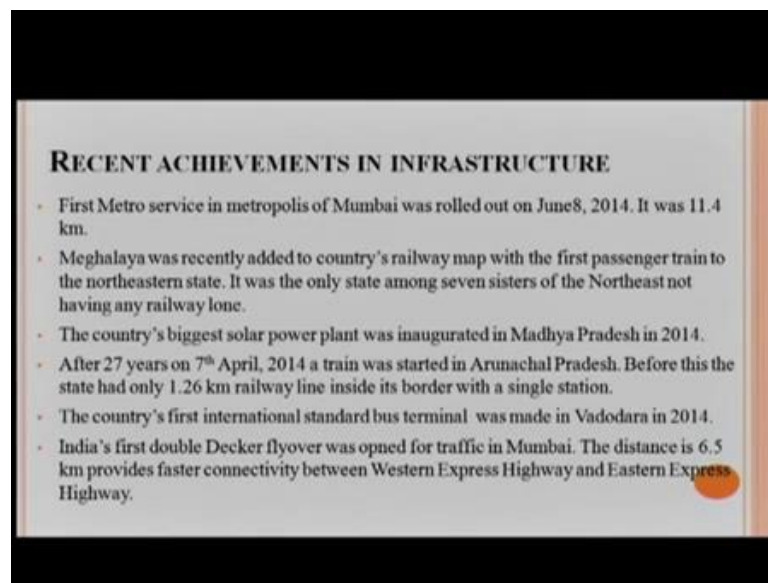 RECENT ACHIEVEMENTS IN INFRASTRUCTURE
First Metro service in metropolis of Mumbai was rolled out on June8, 2014. It was 11.4
km.
Meghalaya was recently added to country's railway map with the first passenger train to
the northeastern state. It was the only state among seven sisters of the Northeast not
having any railway lone.
The country's biggest solar power plant was inaugurated in Madhya Pradesh in 2014.
After 27 years on 7th April, 2014 a train was started in Arunachal Pradesh. Before this the
state had only 1.26 km railway line inside its border with a single station.
The country's first international standard bus terminal was made in Vadodara in 2014.
India's first double Decker flyover was opned for traffic in Mumbai. The distance is 6.5
km provides faster connectivity between Western Express Highway and Eastern Express
Highway.